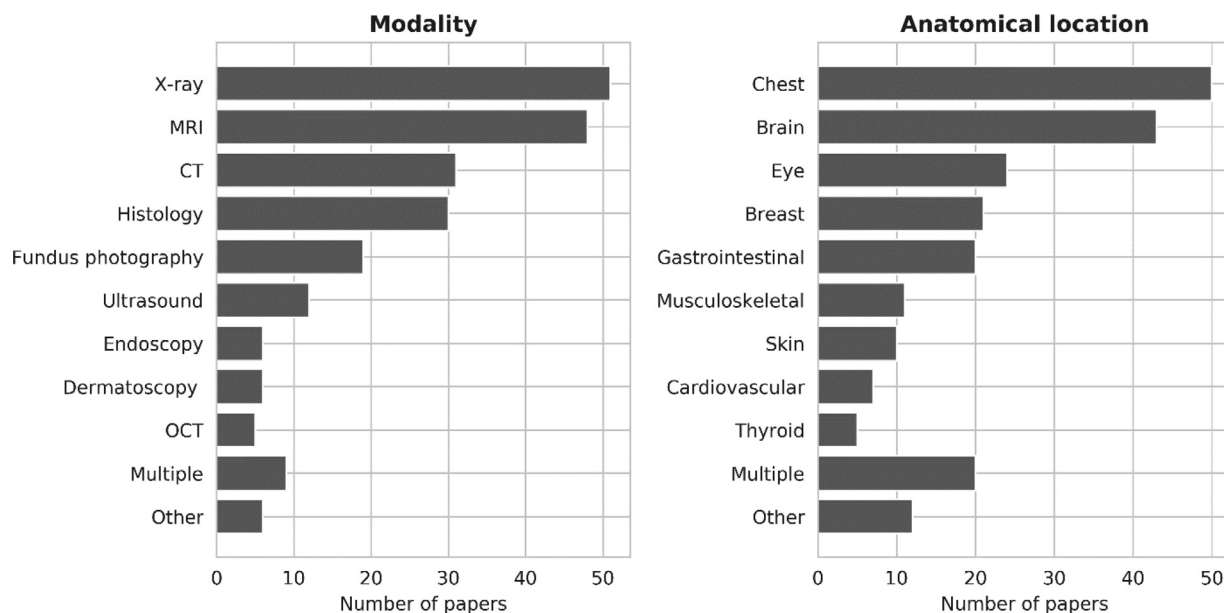 Modality
X-ray
MRI
CT
Histology
Fundus photography
Ultrasound
Endoscopy
Dermatoscopy
OCT
Multiple
Other
0 10 20 30 40 50
Number of papers
Anatomical location
Chest
Brain
Eye
Breast
Gastrointestinal
Musculoskeletal
Skin
Cardiovascular
Thyroid
Multiple
Other
0 10 20 30 40 50
Number of papers